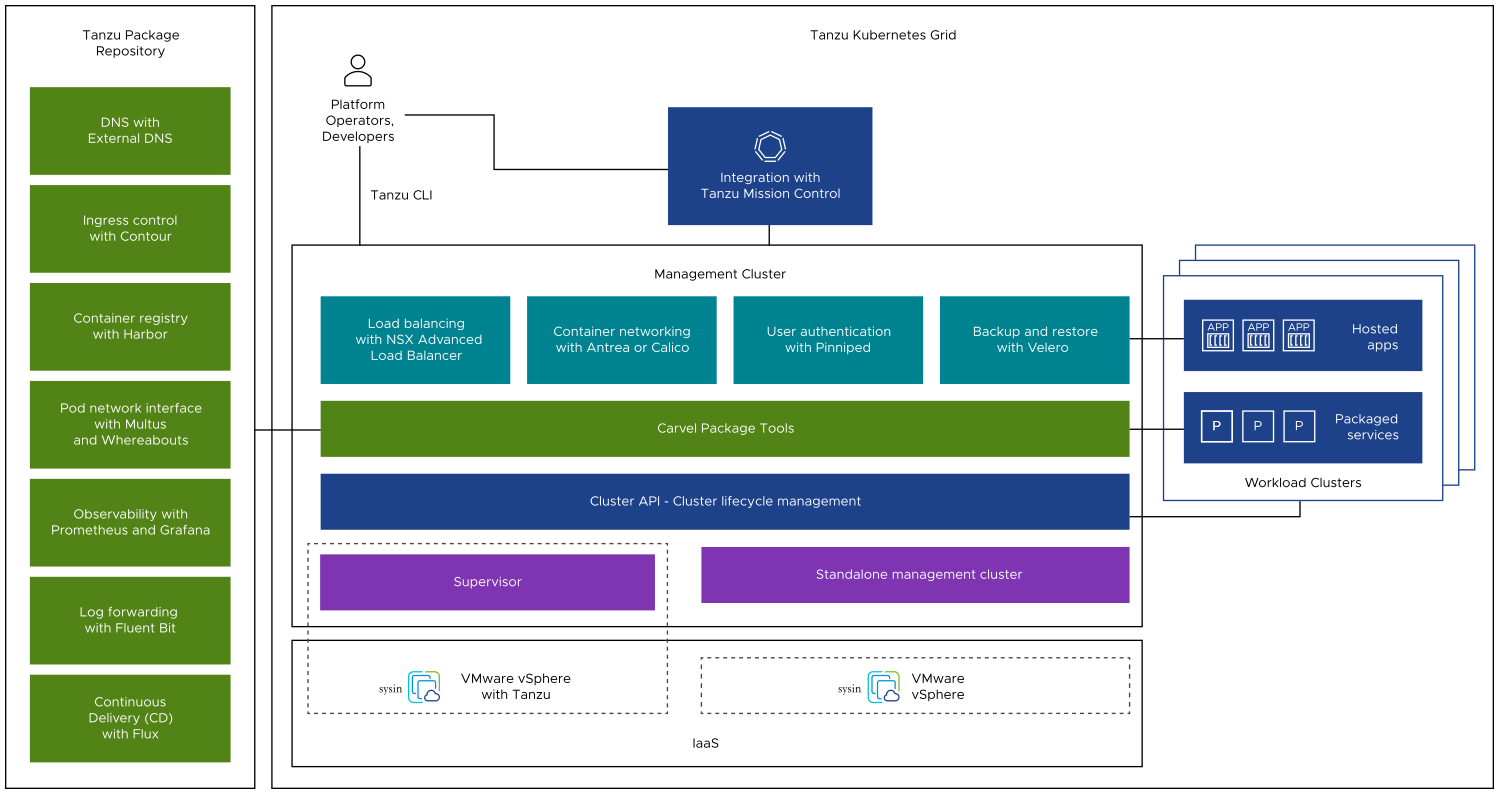 Tanzu Package
Repository
DNS with
External DNS
Ingress control
with Contour
Container registry
with Harbor
Pod network interface
with Multus
and Whereabouts
Observability with
Prometheus and Grafana
Log forwarding
with Fluent Bit
Continuous
Delivery (CD)
with Flux
Tanzu Kubernetes Grid
Platform
Operators,
Developers
Tanzu CLI
Integration with
Tanzu Mission Control
Management Cluster
Load balancing
with NSX Advanced
Load Balancer
Container networking
with Antrea or Calico
User authentication
with Pinniped
Backup and restore
with Velero
Carvel Package Tools
Cluster API - Cluster lifecycle management
Supervisor
Standalone management cluster
sysin
VMware vSphere
with Tanzu
sysin
VMware
vSphere
IaaS
APP APP APP
Hosted
apps
P P P
Packaged
services
Workload Clusters